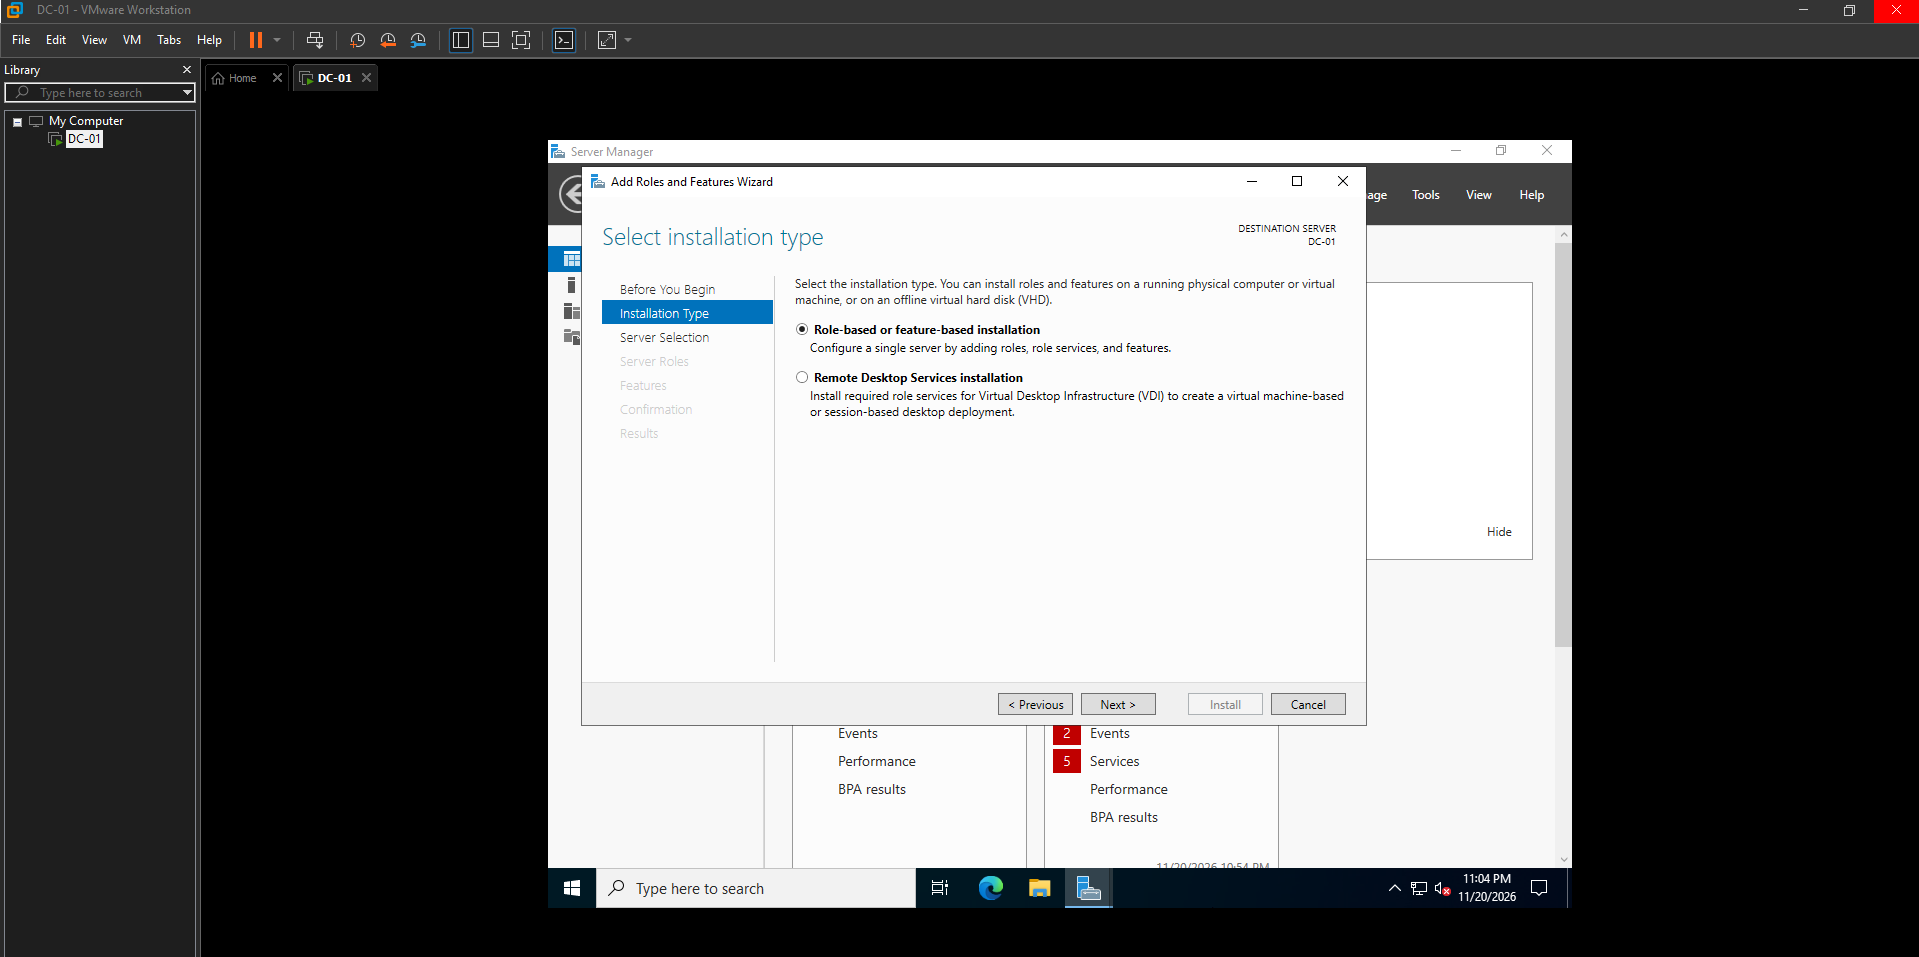 DC-01 - VMware Workstation
File Edit View VM Tabs Help
Library
Type here to search
My Computer
DC-01
Home
DC-01
Server Manager
age Tools View Help
Add Roles and Features Wizard
Select installation type
DESTINATION SERVER
DC-01
Before You Begin
Installation Type
Server Selection
Server Roles
Features
Confirmation
Results
Select the installation type. You can install roles and features on a running physical computer or virtual
machine, or on an offline virtual hard disk (VHD).
Role-based or feature-based installation
Configure a single server by adding roles, role services, and features.
Remote Desktop Services installation
Install required role services for Virtual Desktop Infrastructure (VDI) to create a virtual machine-based
or session-based desktop deployment.
Hide
< Previous Next > Install Cancel
Events
Performance
BPA results
2 Events
5 Services
Performance
BPA results
11/20/2026 10:54 PM
Type here to search
11:04 PM
11/20/2026